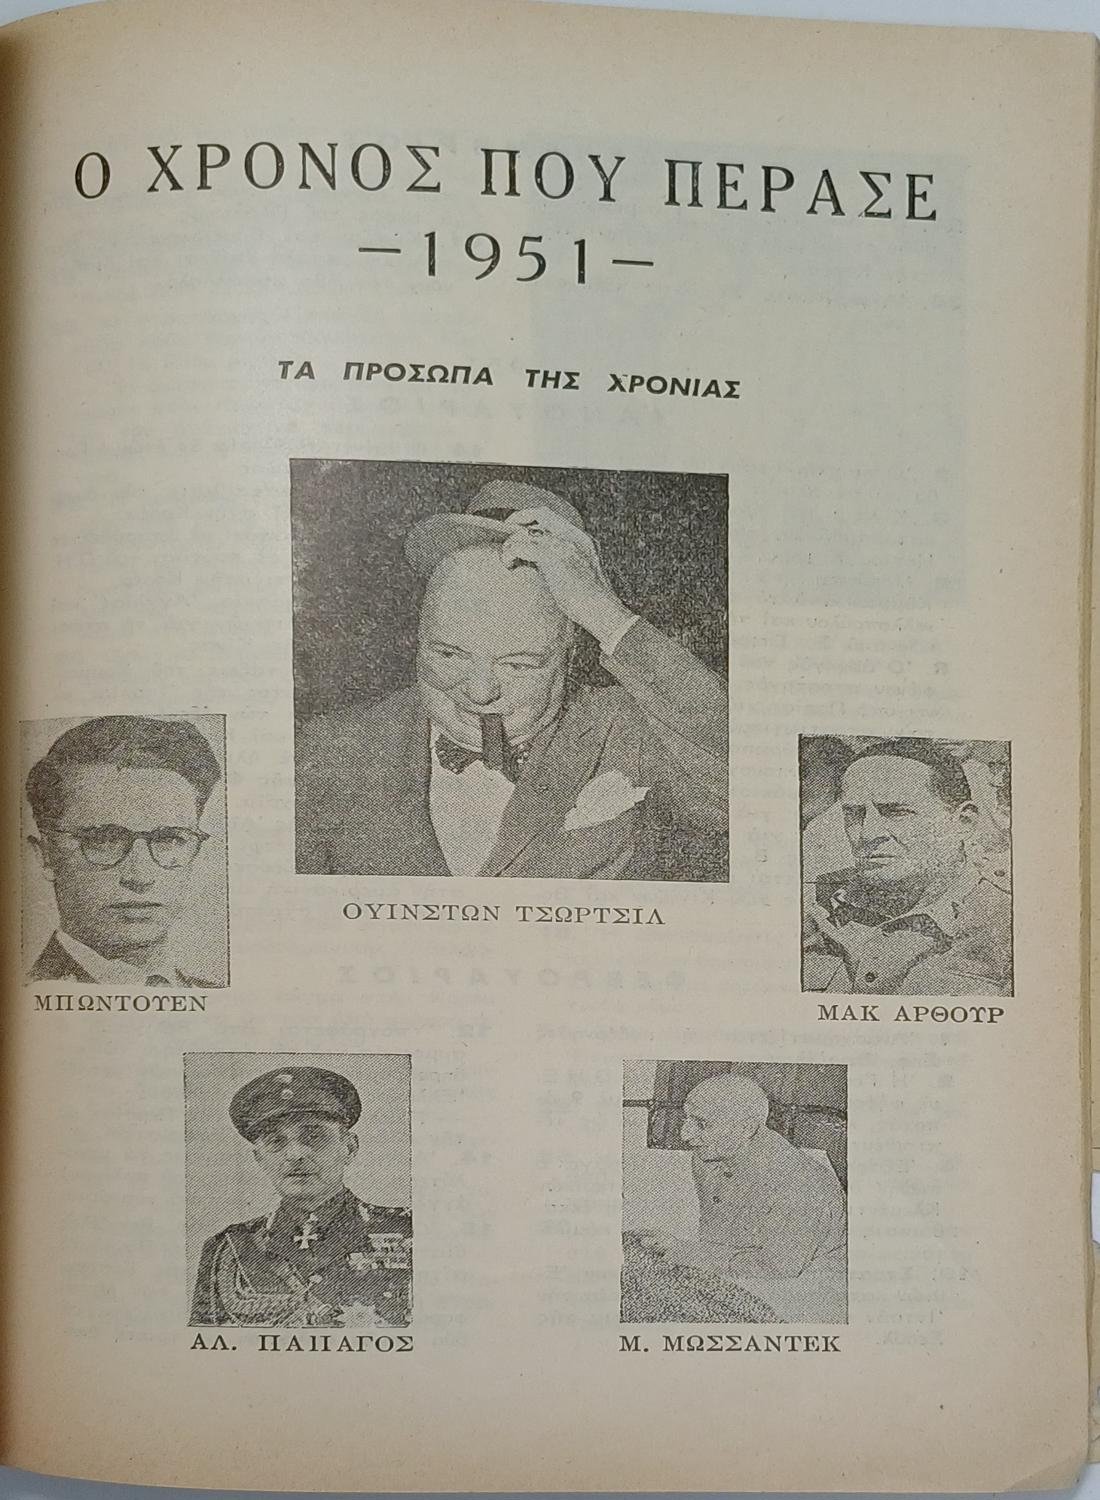 Ο ΧΡΟΝΟΣ ΠΟΥ ΠΕΡΑΣΕ
—1951—
ΤΑ ΠΡΟΣΩΠΑ ΤΗΣ ΧΡΟΝΙΑΣ
ΟΥΙΝΣΤΩΝ ΤΣΩΡΤΣΙΛ
ΜΠΩΝΤΟΥΕΝ
ΜΑΚ ΑΡΘΟΥΡ
ΑΛ. ΠΑΠΑΓΟΣ
Μ. ΜΩΣΣΑΝΤΕΚ